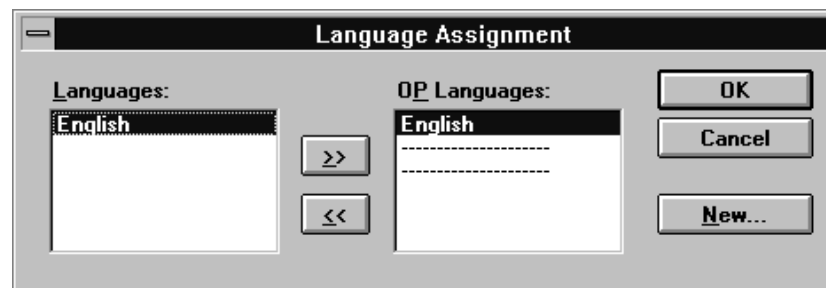 Language Assignment
Languages:
English
>>
<<
OP Languages:
English
---------------------
---------------------
OK
Cancel
New...